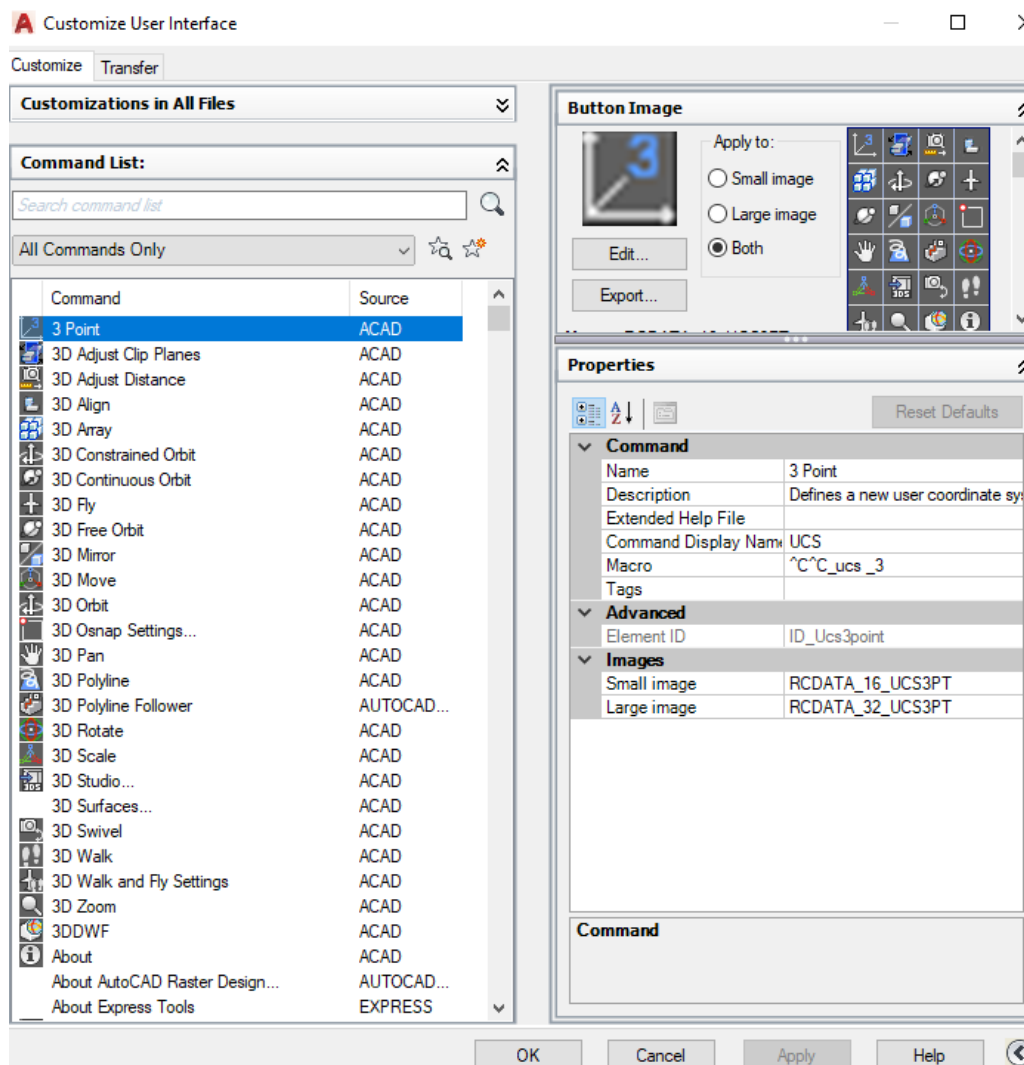 Customize User Interface
Customize Transfer
Customizations in All Files
Command List:
Search command list
All Commands Only
Command Source
3 Point ACAD
3D Adjust Clip Planes ACAD
3D Adjust Distance ACAD
3D Align ACAD
3D Array ACAD
3D Constrained Orbit ACAD
3D Continuous Orbit ACAD
3D Fly ACAD
3D Free Orbit ACAD
3D Mirror ACAD
3D Move ACAD
3D Orbit ACAD
3D Osnap Settings... ACAD
3D Pan ACAD
3D Polyline ACAD
3D Polyline Follower AUTOCAD...
3D Rotate ACAD
3D Scale ACAD
3D Studio... ACAD
3D Surfaces... ACAD
3D Swivel ACAD
3D Walk ACAD
3D Walk and Fly Settings ACAD
3D Zoom ACAD
3DDWF ACAD
About ACAD
About AutoCAD Raster Design... AUTOCAD...
About Express Tools EXPRESS
Button Image
Apply to:
Small image
Large image
Both
Edit...
Export...
Properties
Reset Defaults
Command
Name 3 Point
Description Defines a new user coordinate sy
Extended Help File
Command Display Nam UCS
Macro ^C^C_ucs _3
Tags
Advanced
Element ID ID_Ucs3point
Images
Small image RCDATA_16_UCS3PT
Large image RCDATA_32_UCS3PT
Command
OK Cancel Apply Help